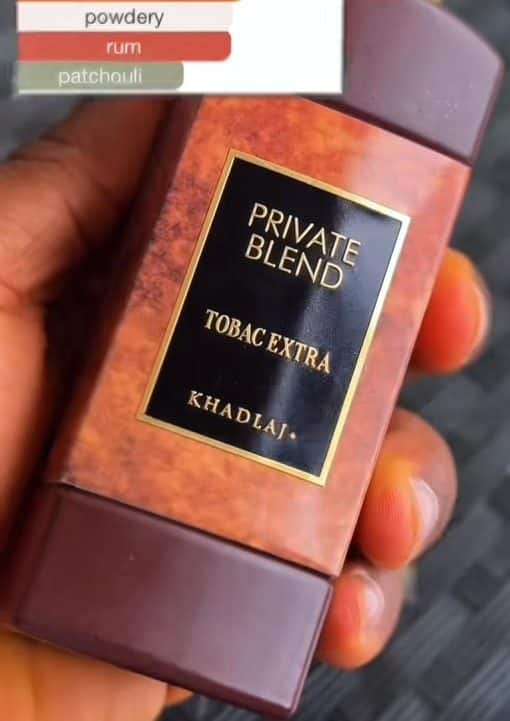 powdery
rum
patchouli
PRIVATE
BLEND
TOBAC EXTRA
KHADLAJ